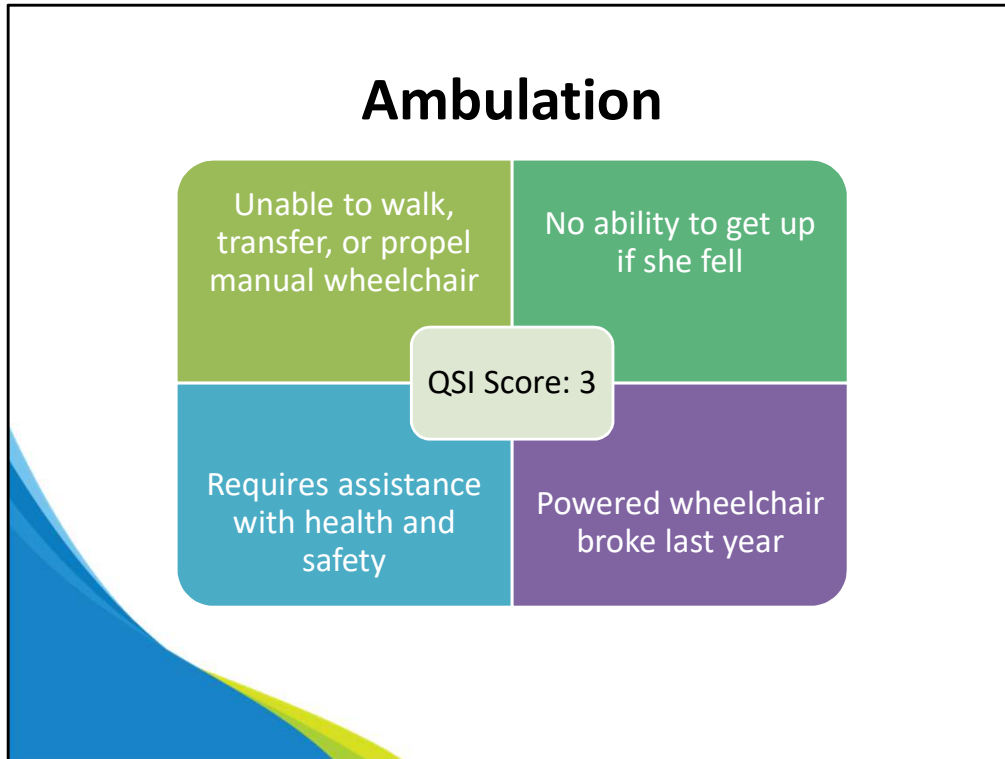 Ambulation
Unable to walk,
transfer, or propel
manual wheelchair
No ability to get up
if she fell
QSI Score: 3
Requires assistance
with health and
safety
Powered wheelchair
broke last year